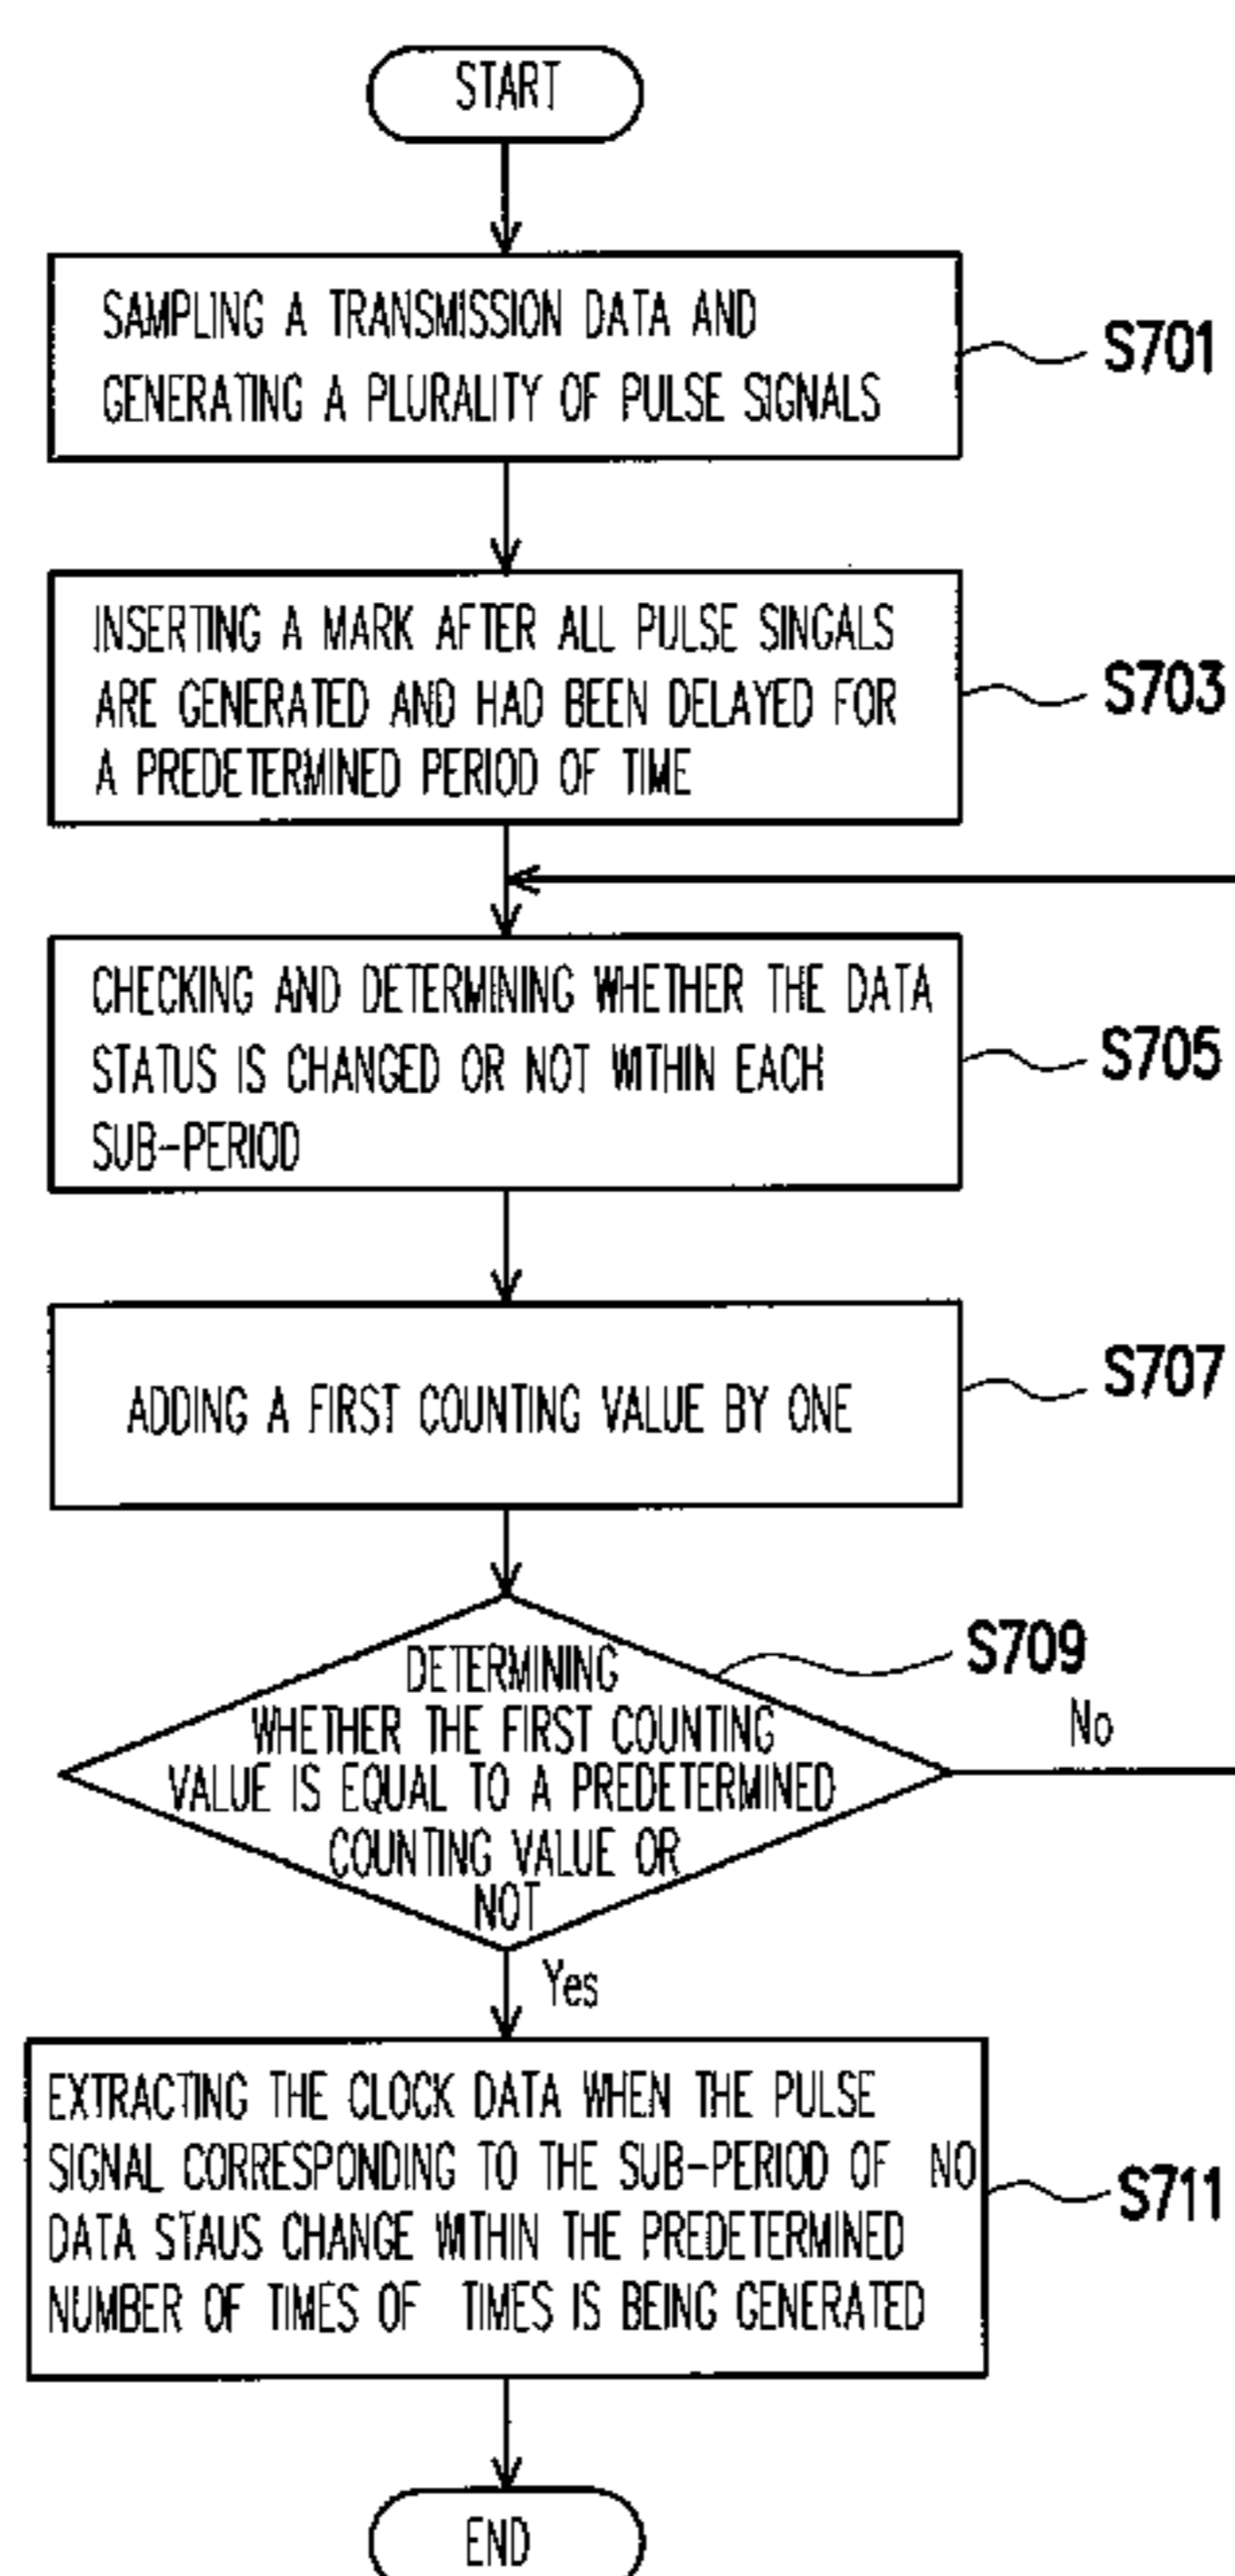 START
SAMPLING A TRANSMISSION DATA AND
GENERATING A PLURALITY OF PULSE SIGNALS
S701
INSERTING A MARK AFTER ALL PULSE SINGALS
ARE GENERATED AND HAD BEEN DELAYED FOR
A PREDETERMINED PERIOD OF TIME
S703
CHECKING AND DETERMINING WHETHER THE DATA
STATUS IS CHANGED OR NOT WITHIN EACH
SUB-PERIOD
S705
ADDING A FIRST COUNTING VALUE BY ONE
S707
DETERMINING
WHETHER THE FIRST COUNTING
VALUE IS EQUAL TO A PREDETERMINED
COUNTING VALUE OR
NOT
S709
No
Yes
EXTRACTING THE CLOCK DATA WHEN THE PULSE
SIGNAL CORRESPONDING TO THE SUB-PERIOD OF NO
DATA STAUS CHANGE WITHIN THE PREDETERMINED
NUMBER OF TIMES OF TIMES IS BEING GENERATED
S711
END